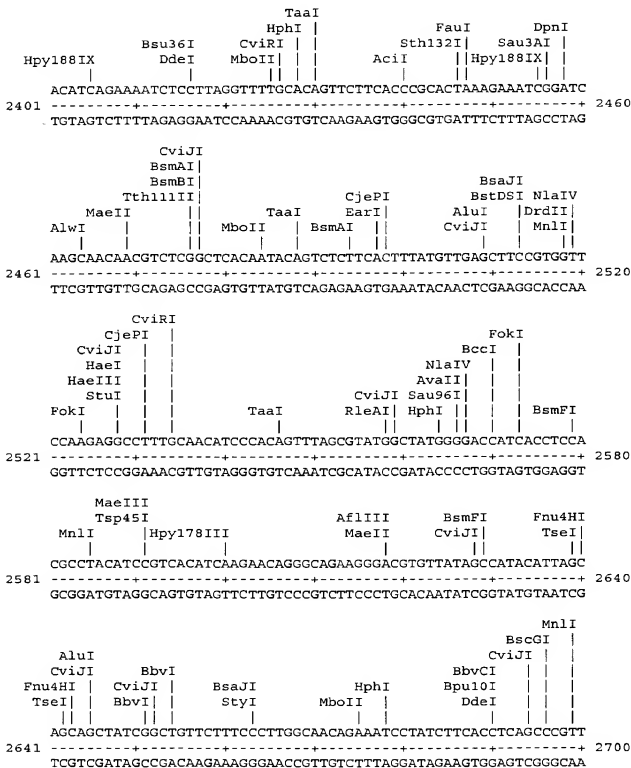 TaaI
HphI
Bsu36I CviRI FauI DpnI
Sth132I Sau3AI
Hpy188IX DdeI MboII AciI Hpy188IX
ACATCAGAAAATCTCCTTAGGTTTTGCACAGTTCTTCACCCGCACTAAAGAAATCGGATC
2401 ---------+---------+---------+---------+---------+---------+ 2460
TGTAGTCTTTTAGAGGAATCCAAAACGTGTCAAGAAGTGGGCGTGATTTCTTTAGCCTAG
CviJI
BsmAI
BsmBI BsaJI
Tth111II CjePI BstDSI NlaIV
MaeII TaaI EarI AluI DrdII
AlwI MboII BsmAI CviJI MnlI
AAGCAACAACGTCTCGGCTCACAATACAGTCTCTTCACTTTATGTTGAGCTTCCGTGGTT
2461 ---------+---------+---------+---------+---------+---------+ 2520
TTCGTTGTTGCAGAGCCGAGTGTTATGTCAGAGAAGTGAAATACAACTCGAAGGCACCAA
CviRI
CjePI FokI
CviJI BccI
HaeI NlaIV
HaeIII AvaII
StuI CviJI Sau96I
FokI TaaI RleAI HphI BsmFI
CCAAGAGGCCTTTGCAACATCCCACAGTTTAGCGTATGGCTATGGGGACCATCACCTCCA
2521 ---------+---------+---------+---------+---------+---------+ 2580
GGTTCTCCGGAAACGTTGTAGGGTGTCAAATCGCATACCGATACCCCTGGTAGTGGAGGT
MaeIII
Tsp45I AflIII BsmFI Fnu4HI
MnlI Hpy178III MaeII CviJI TseI
CGCCTACATCCGTCACATCAAGAACAGGGCAGAAGGGACGTGTTATAGCCATACATTAGC
2581 ---------+---------+---------+---------+---------+---------+ 2640
GCGGATGTAGGCAGTGTAGTTCTTGTCCCGTCTTCCCTGCACAATATCGGTATGTAATCG
MnlI
AluI BscGI
CviJI BbvI BbvCI CviJI
Fnu4HI CviJI BsaJI HphI Bpu10I
TseI BbvI StyI MboII DdeI
AGCAGCTATCGGCTGTTCTTTCCCTTGGCAACAGAAATCCTATCTTCACCTCAGCCCGTT
2641 ---------+---------+---------+---------+---------+---------+ 2700
TCGTCGATAGCCGACAAGAAAGGGAACCGTTGTCTTTAGGATAGAAGTGGAGTCGGGCAA